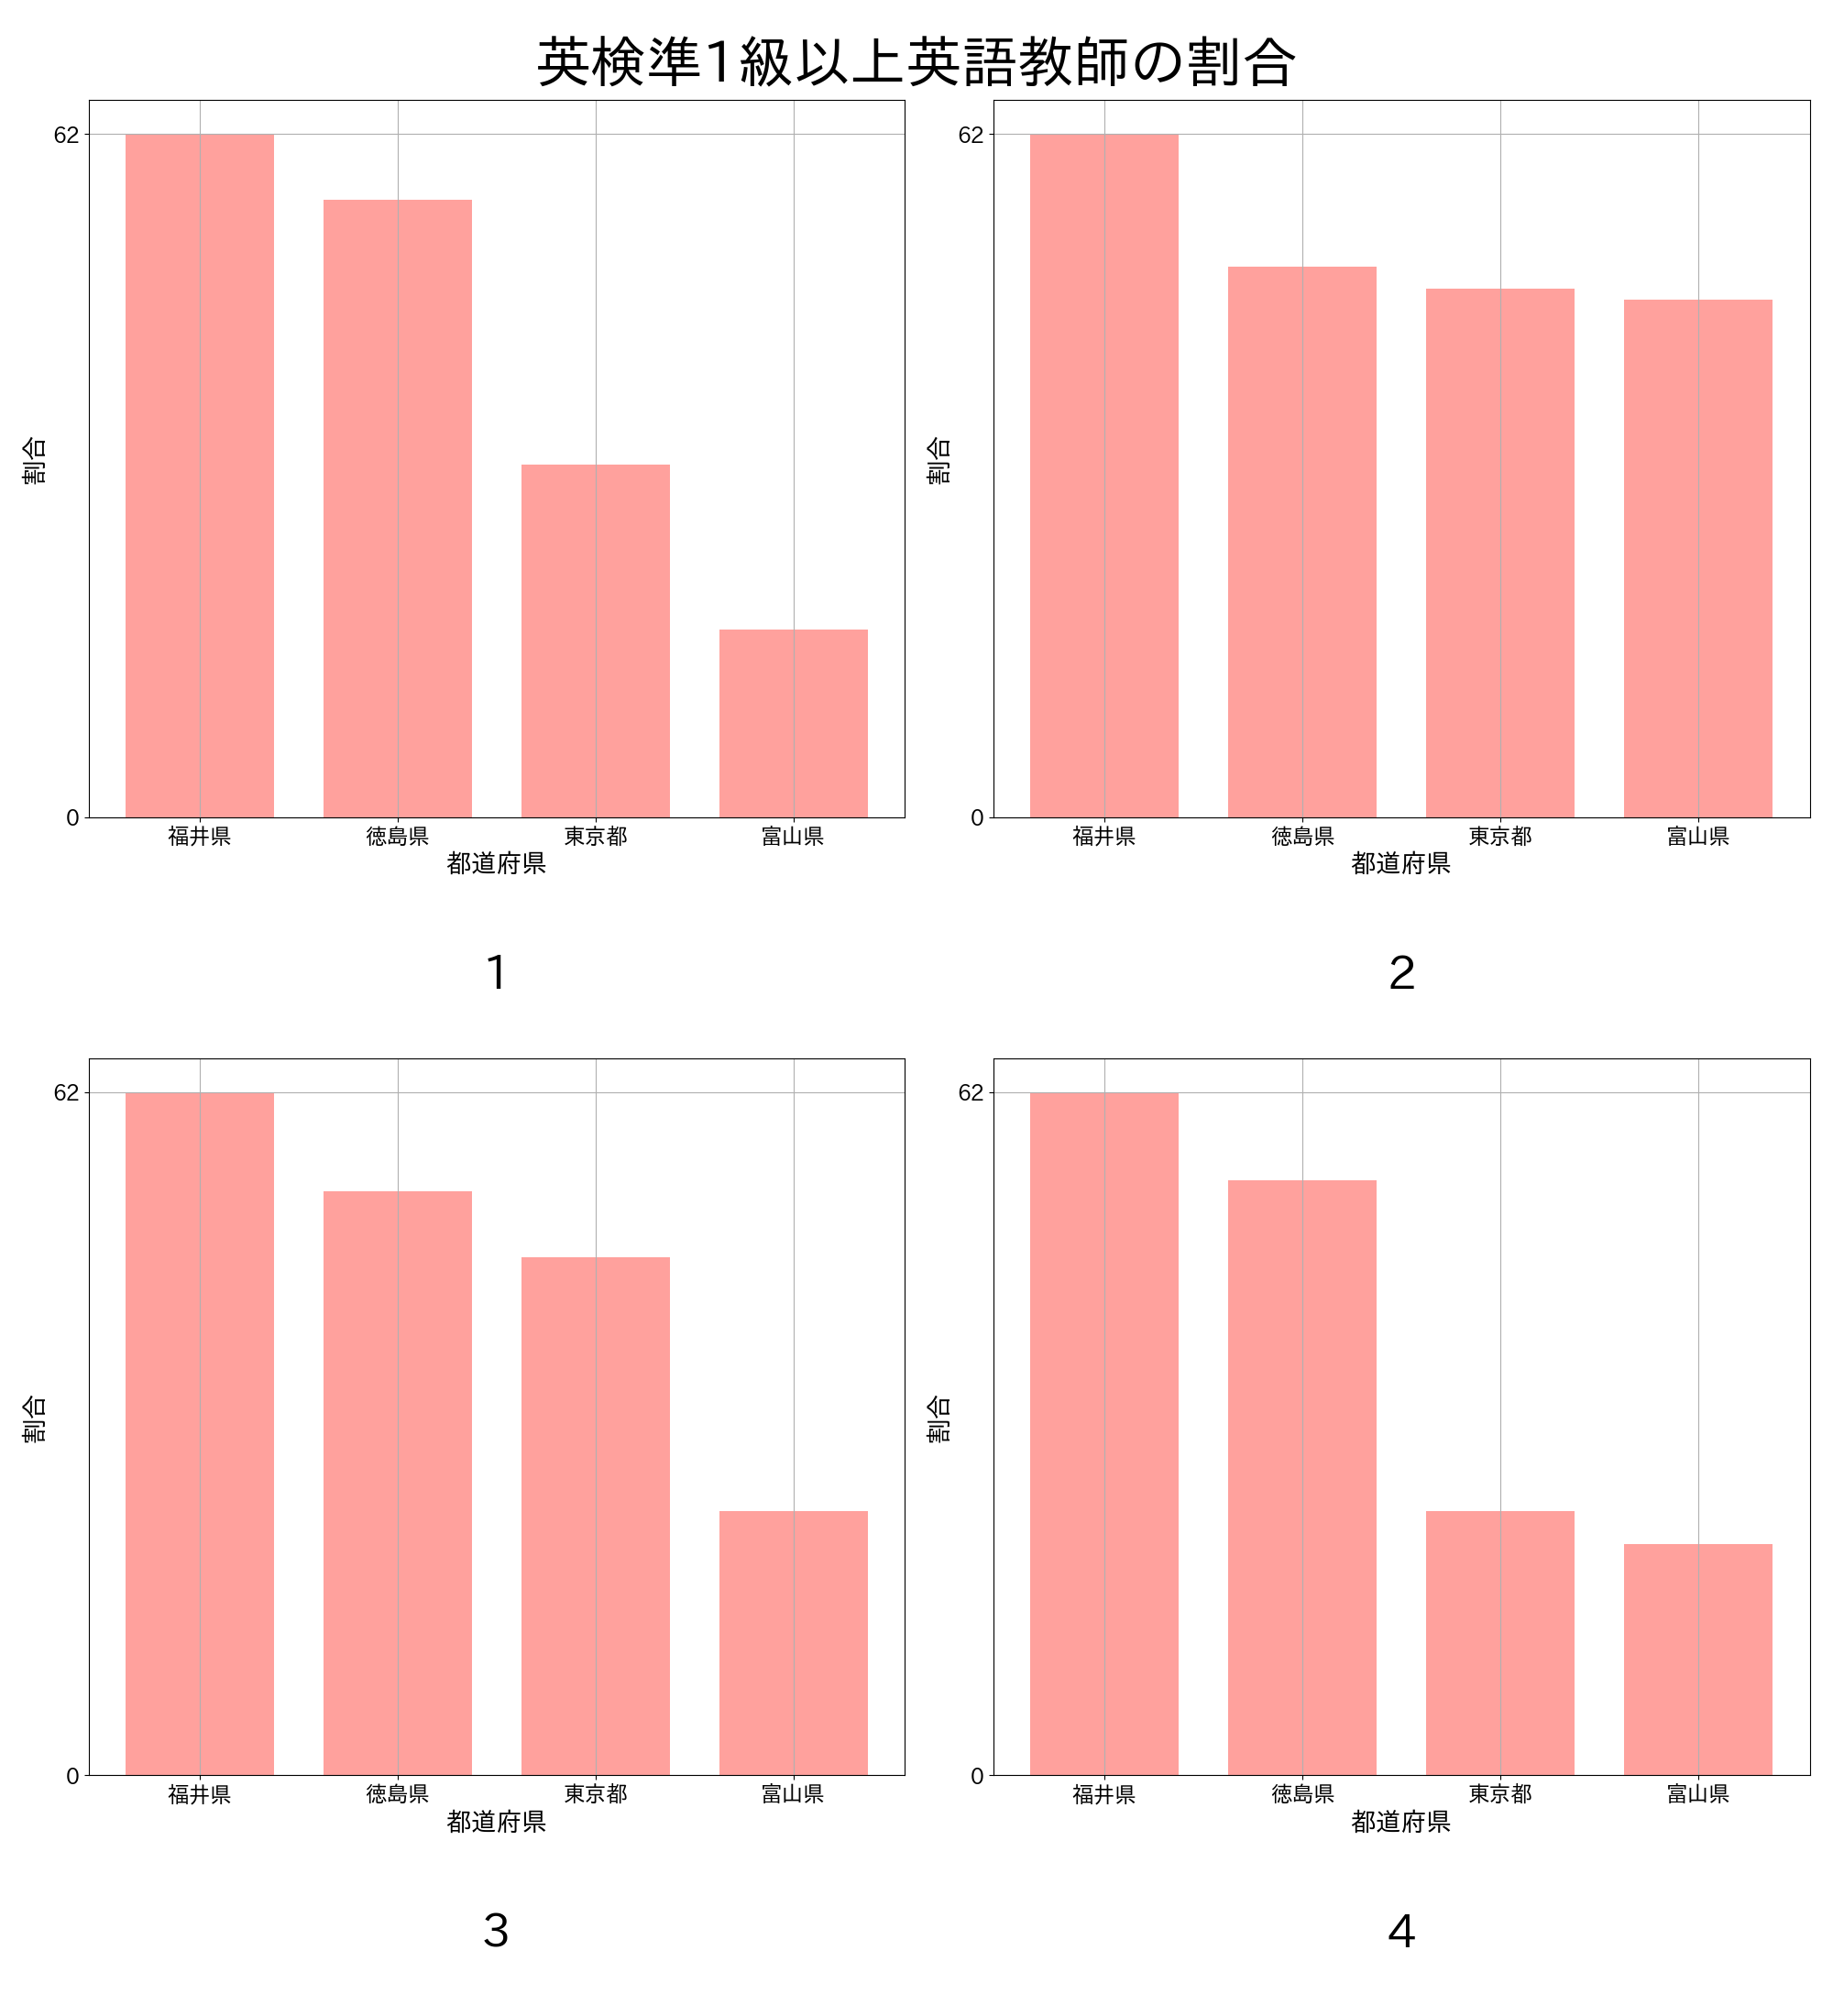 英検準1級以上英語教師の割合
62
0
割合
福井県 徳島県 東京都 富山県
都道府県
1
62
0
割合
福井県 徳島県 東京都 富山県
都道府県
2
62
0
割合
福井県 徳島県 東京都 富山県
都道府県
3
62
0
割合
福井県 徳島県 東京都 富山県
都道府県
4